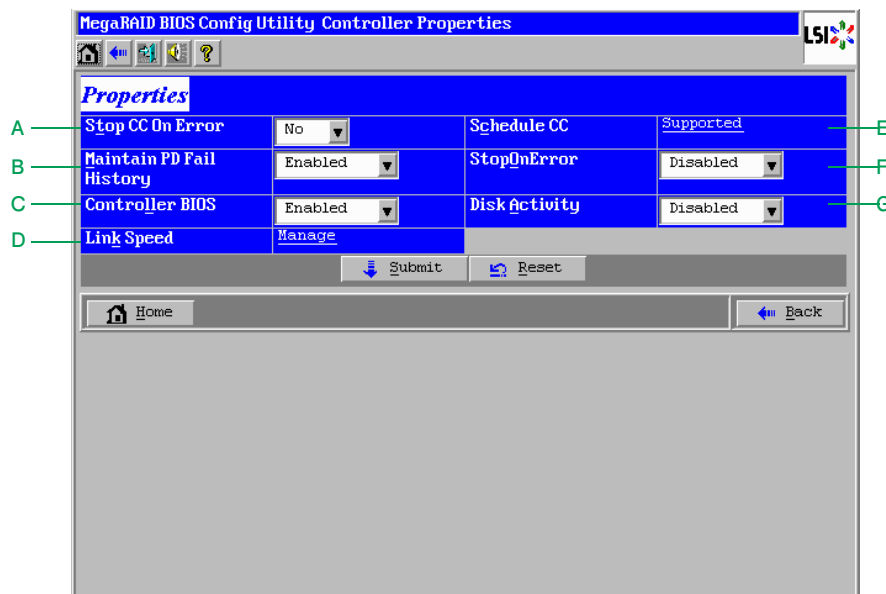 MegaRAID BIOS Config Utility Controller Properties
LSI
Properties
A Stop CC On Error No Schedule CC Supported E
B Maintain PD Fail History Enabled StopOnError Disabled F
C Controller BIOS Enabled Disk Activity Disabled G
D Link Speed Manage
Submit Reset
Home Back